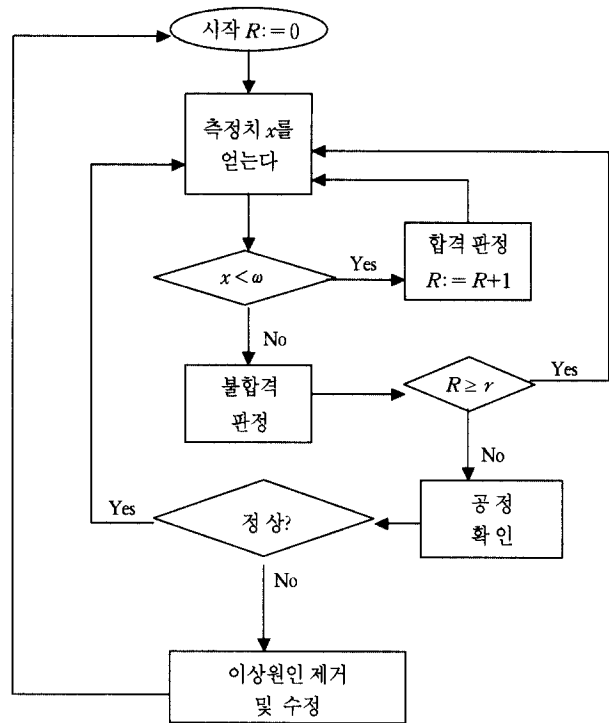 시작 R: = 0
측정치 x를
얻는다
합격 판정
R: = R+1
x < ω
Yes
No
불합격
판정
R ≥ r
Yes
No
공 정
확 인
정 상?
Yes
No
이상원인 제거
및 수정